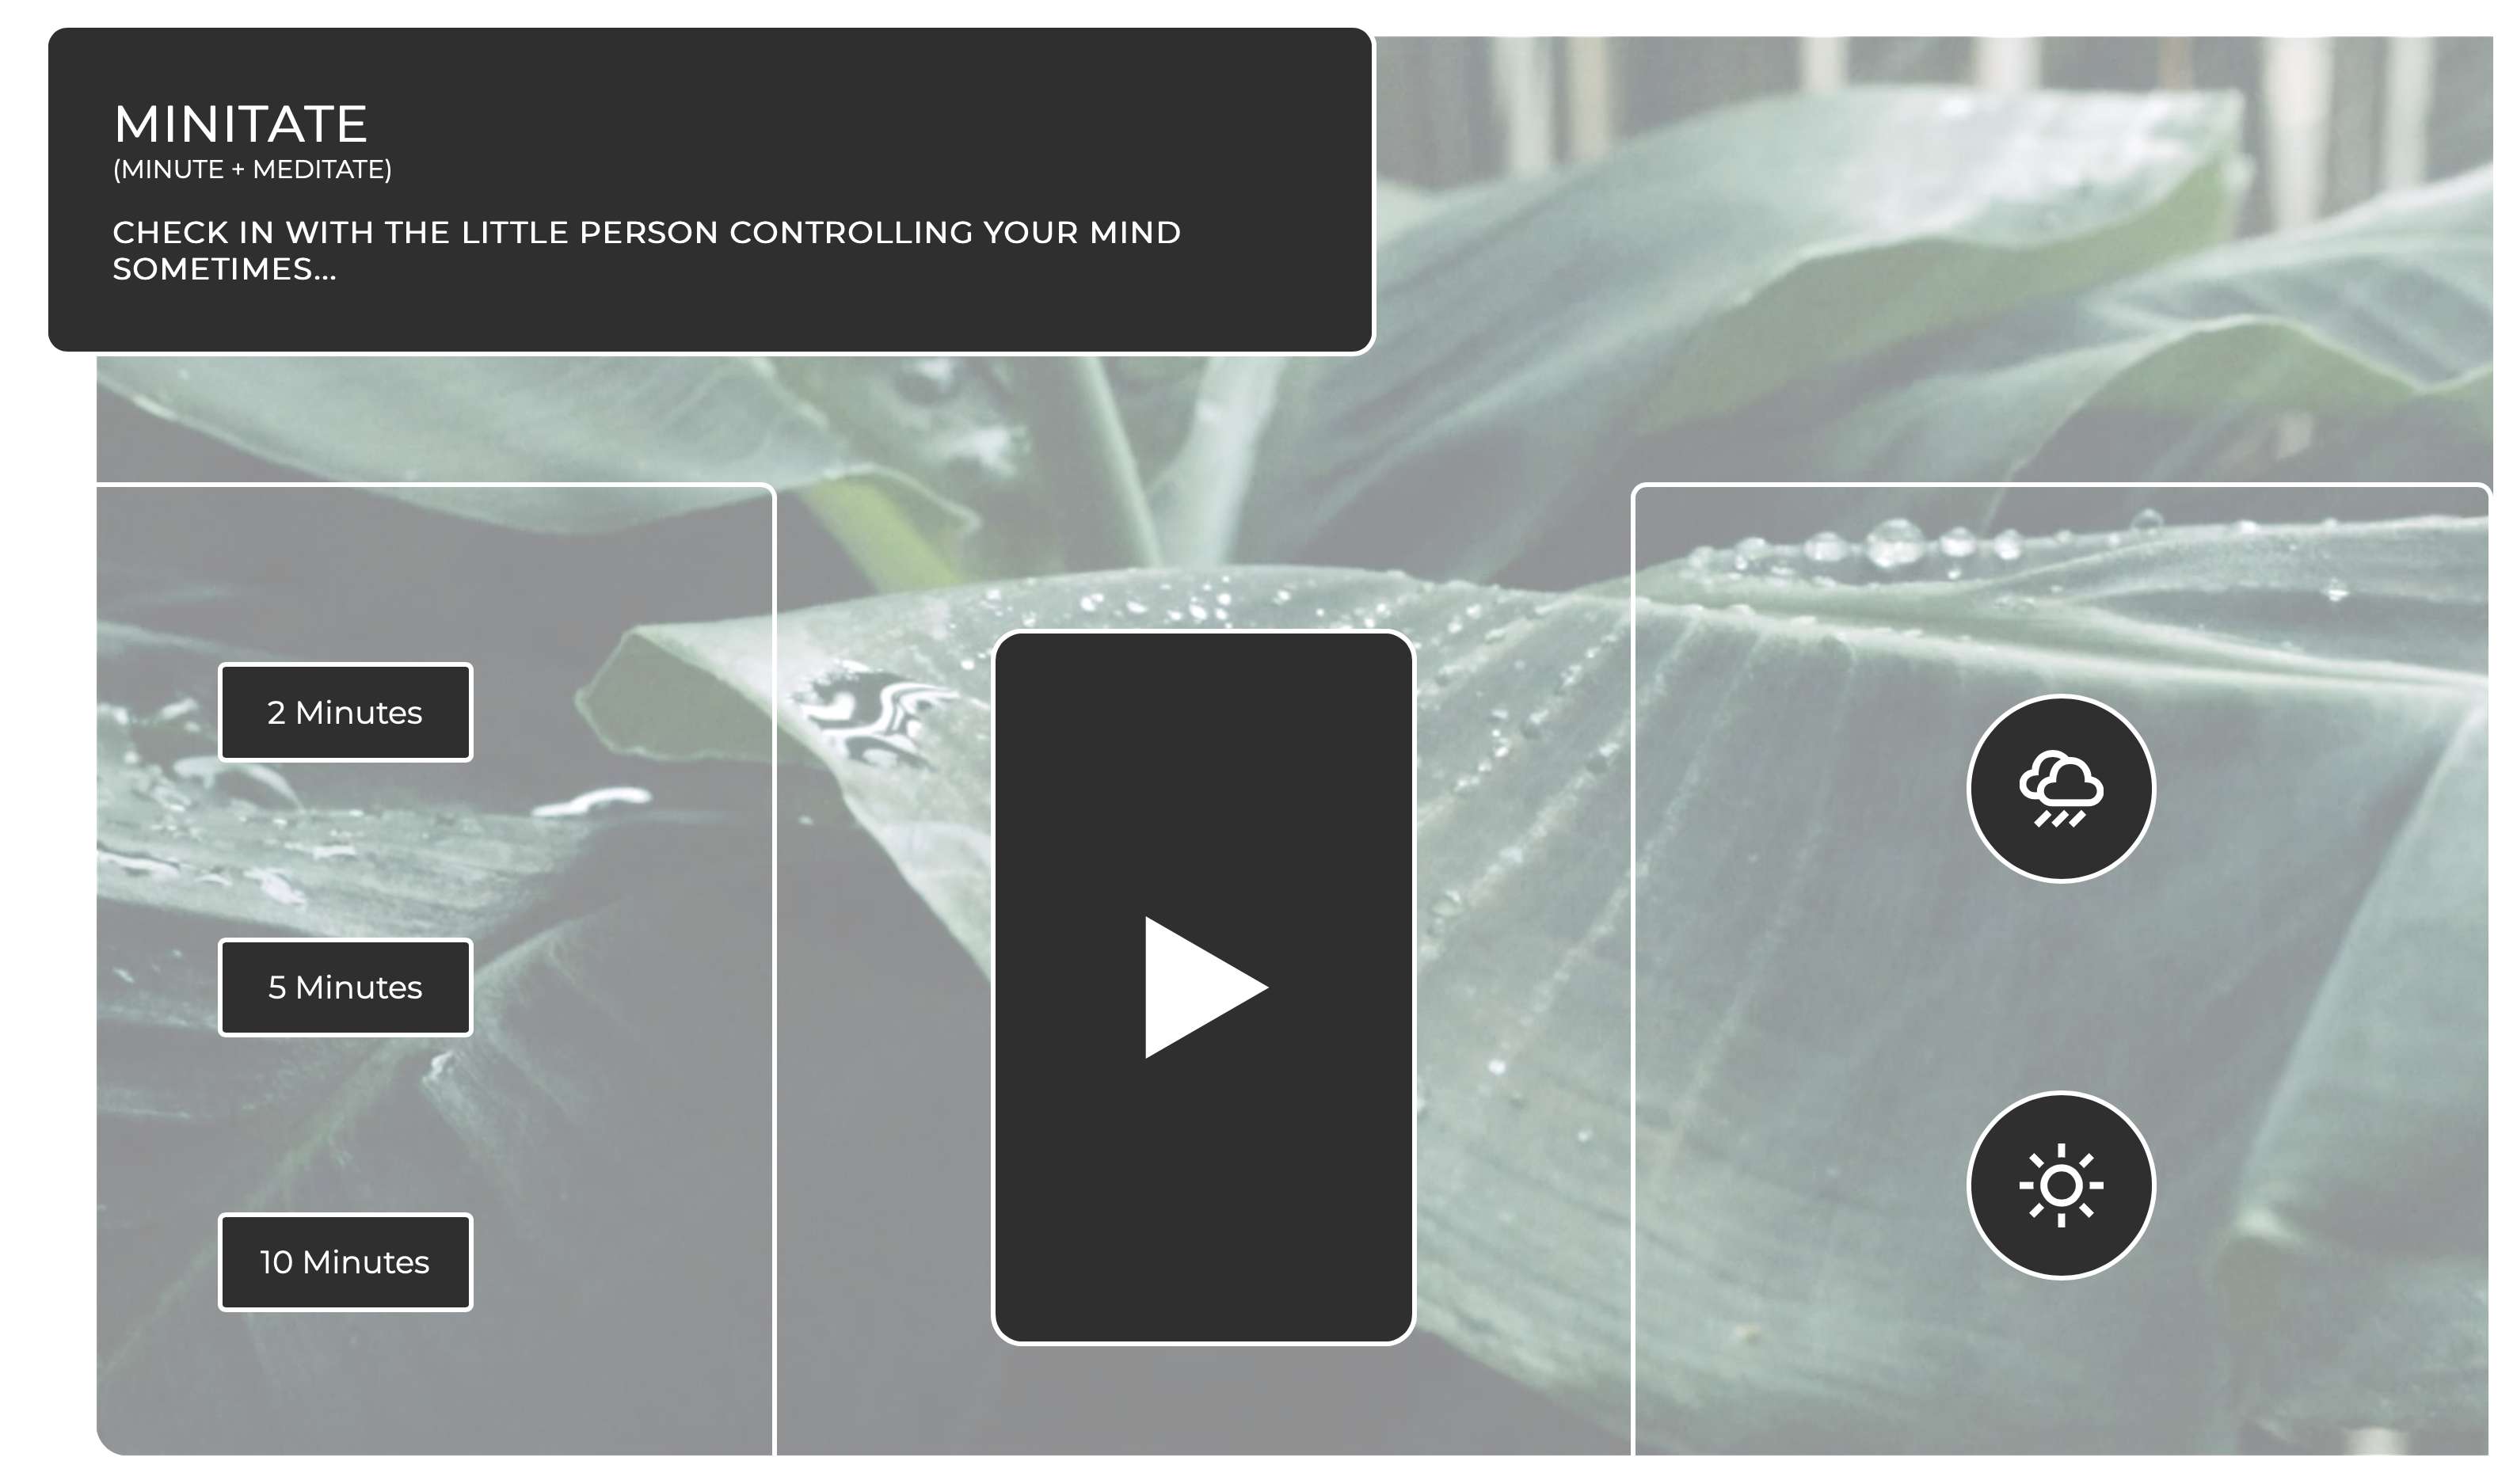 MINITATE
(MINUTE + MEDITATE)
CHECK IN WITH THE LITTLE PERSON CONTROLLING YOUR MIND
SOMETIMES...
2 Minutes
5 Minutes
10 Minutes